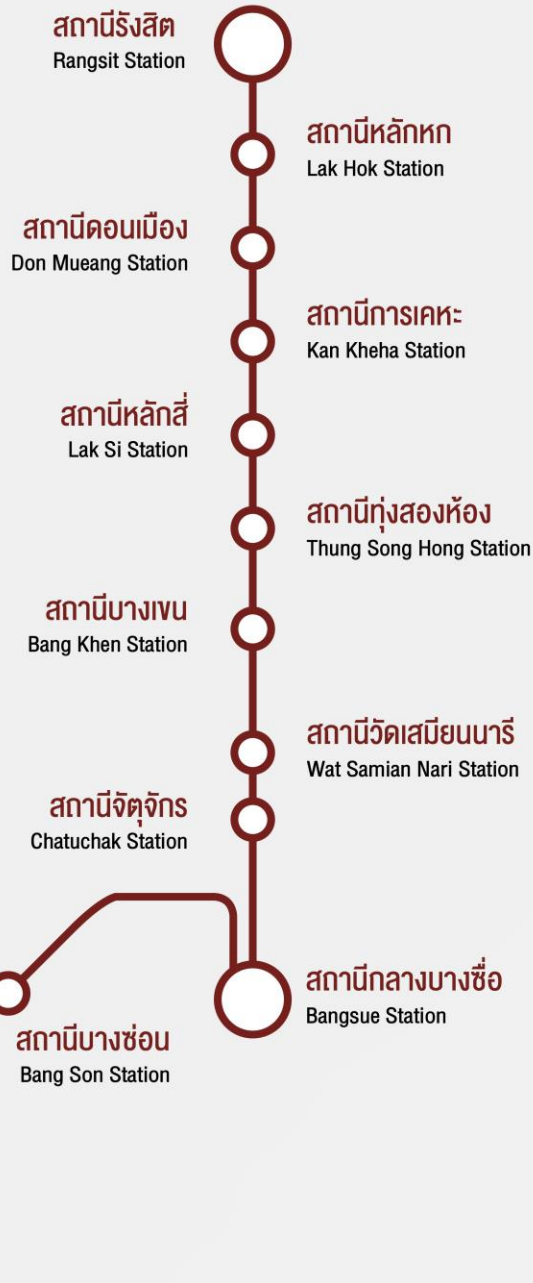 สถานีรังสิต
Rangsit Station
สถานีหลักหก
Lak Hok Station
สถานีดอนเมือง
Don Mueang Station
สถานีการเคหะ
Kan Kheha Station
สถานีหลักสี่
Lak Si Station
สถานีทุ่งสองห้อง
Thung Song Hong Station
สถานีบางเขน
Bang Khen Station
สถานีวัดเสมียนนารี
Wat Samian Nari Station
สถานีจัตุจักร
Chatuchak Station
สถานีกลางบางซื่อ
Bangsue Station
สถานีบางซ่อน
Bang Son Station